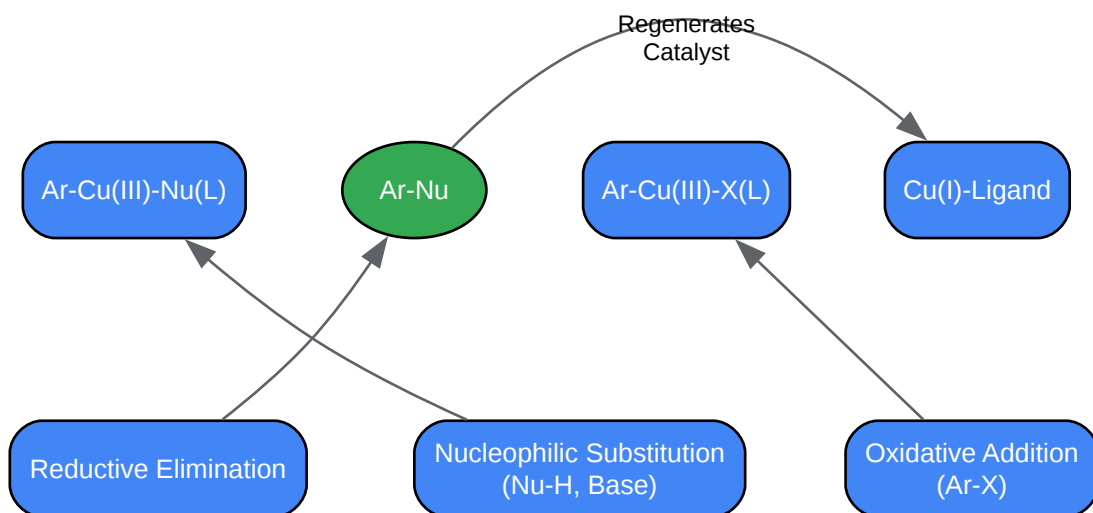 Regenerates
Catalyst
Ar-Cu(III)-Nu(L)
Ar-Nu
Ar-Cu(III)-X(L)
Cu(I)-Ligand
Reductive Elimination
Nucleophilic Substitution
(Nu-H, Base)
Oxidative Addition
(Ar-X)